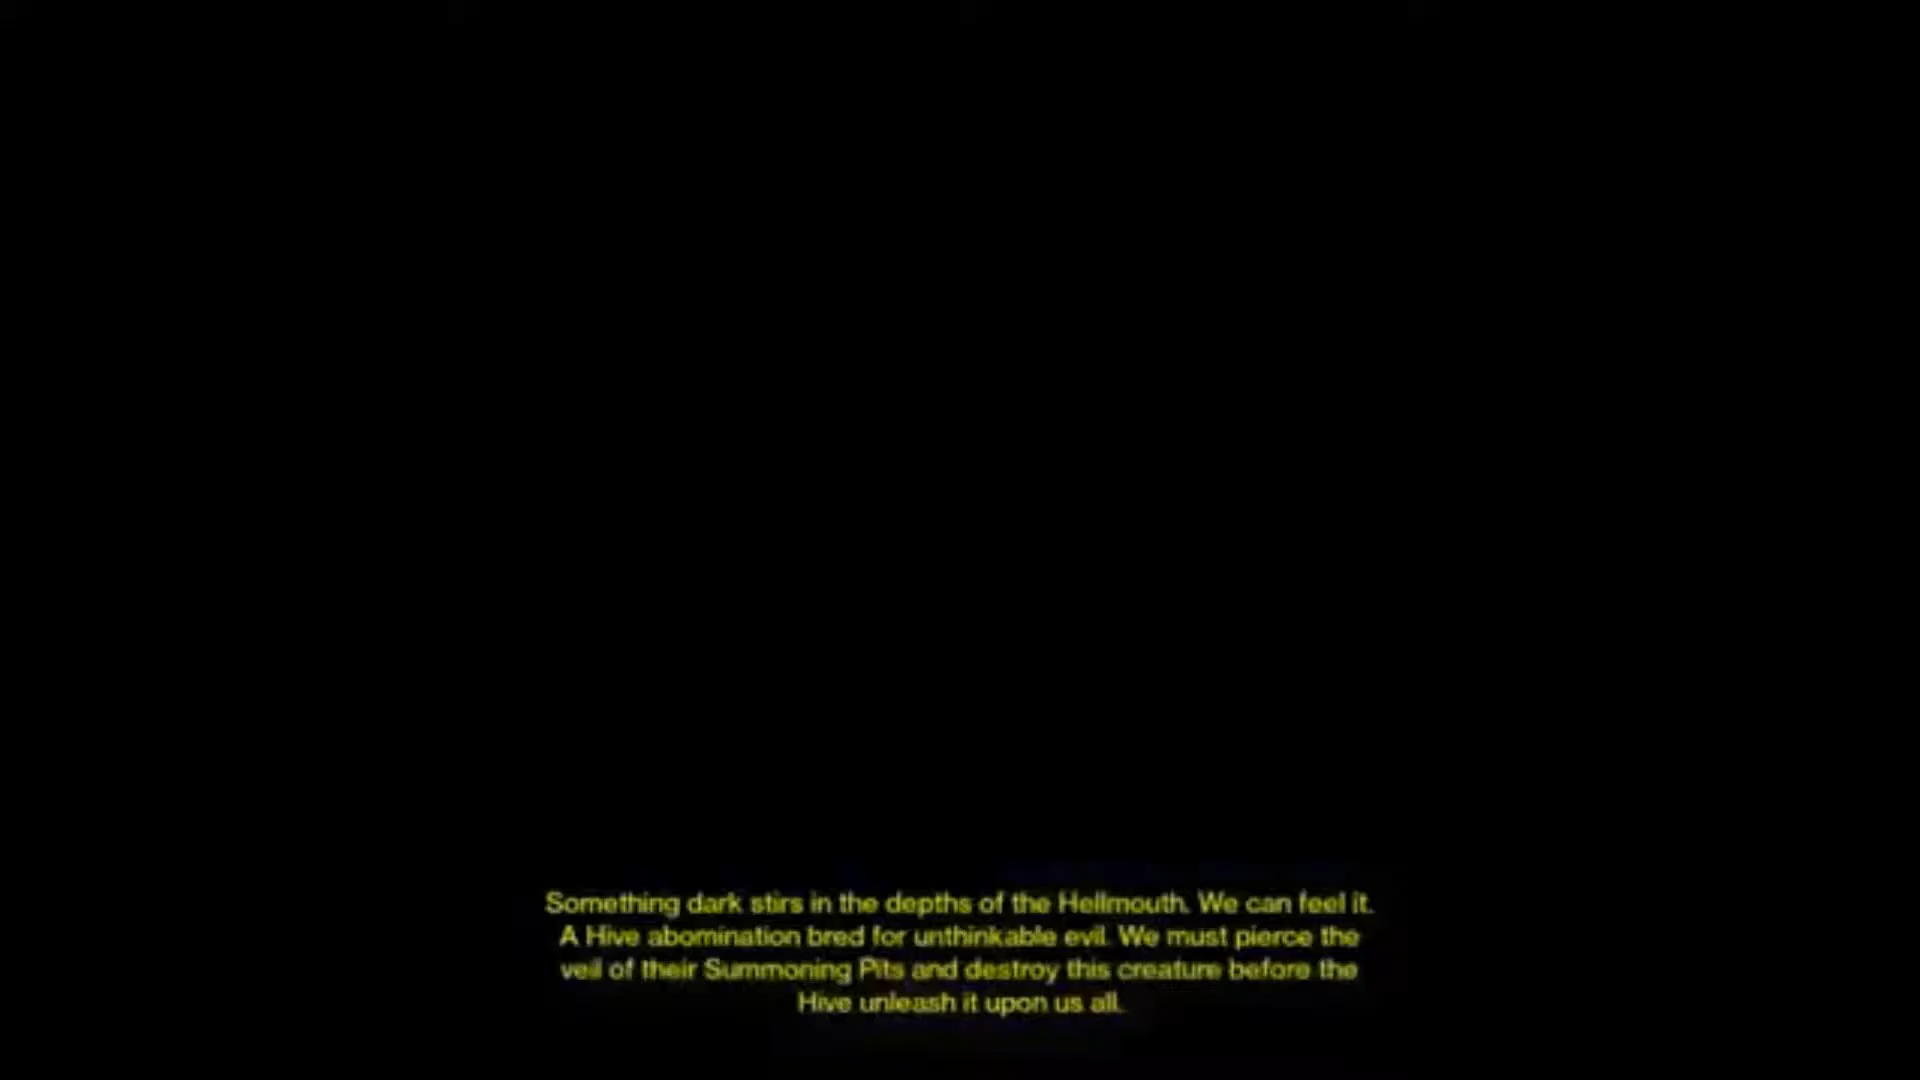 Something dark stirs in the depths of the Hellmouth. We can feel it.
A Hive abomination bred for unthinkable evil. We must pierce the
veil of their Summoning Pits and destroy this creature before the
Hive unleash it upon us all.